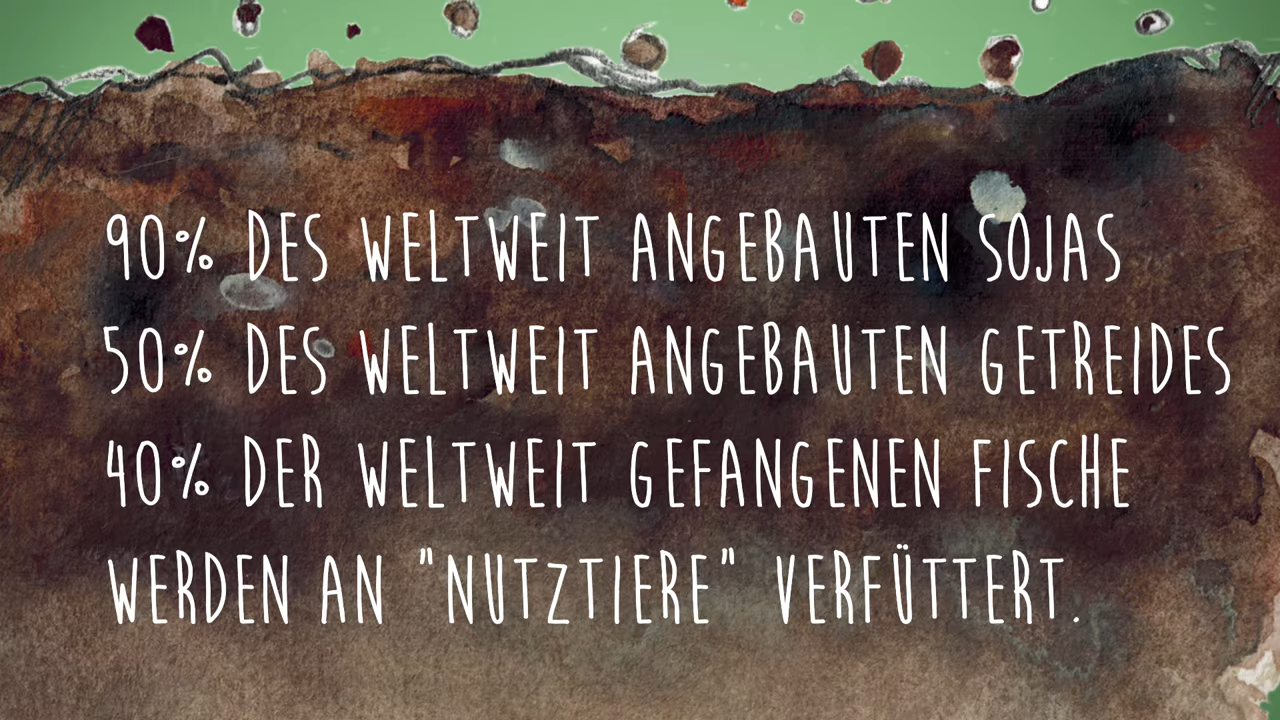 90% DES WELTWEIT ANGEBAUTEN SOJAS
50% DES WELTWEIT ANGEBAUTEN GETREIDES
40% DER WELTWEIT GEFANGENEN FISCHE
WERDEN AN "NUTZTIERE" VERFÜTTERT.